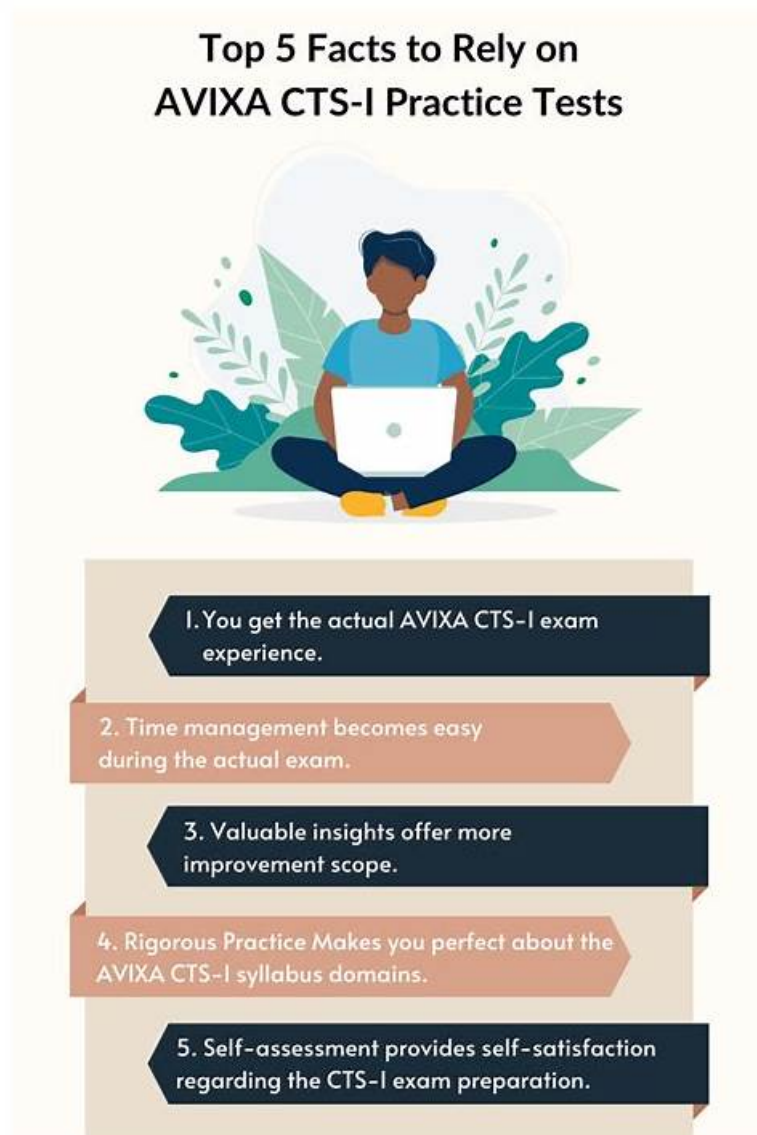 Top 5 Facts to Rely on
AVIXA CTS-I Practice Tests
1. You get the actual AVIXA CTS-I exam
experience.
2. Time management becomes easy
during the actual exam.
3. Valuable insights offer more
improvement scope.
4. Rigorous Practice Makes you perfect about the
AVIXA CTS-I syllabus domains.
5. Self-assessment provides self-satisfaction
regarding the CTS-I exam preparation.